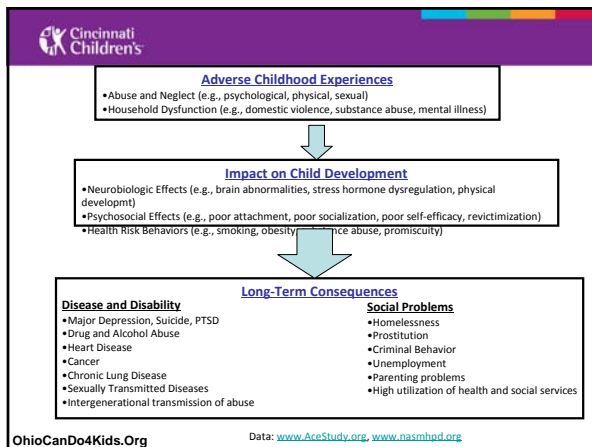 Cincinnati
Children's
Adverse Childhood Experiences
•Abuse and Neglect (e.g., psychological, physical, sexual)
•Household Dysfunction (e.g., domestic violence, substance abuse, mental illness)
Impact on Child Development
•Neurobiologic Effects (e.g., brain abnormalities, stress hormone dysregulation, physical
developmt)
•Psychosocial Effects (e.g., poor attachment, poor socialization, poor self-efficacy, revictimization)
•Health Risk Behaviors (e.g., smoking, obesity, substance abuse, promiscuity)
Long-Term Consequences
Disease and Disability
•Major Depression, Suicide, PTSD
•Drug and Alcohol Abuse
•Heart Disease
•Cancer
•Chronic Lung Disease
•Sexually Transmitted Diseases
•Intergenerational transmission of abuse
Social Problems
•Homelessness
•Prostitution
•Criminal Behavior
•Unemployment
•Parenting problems
•High utilization of health and social services
OhioCanDo4Kids.Org
Data: www.AceStudy.org, www.nasmhpd.org